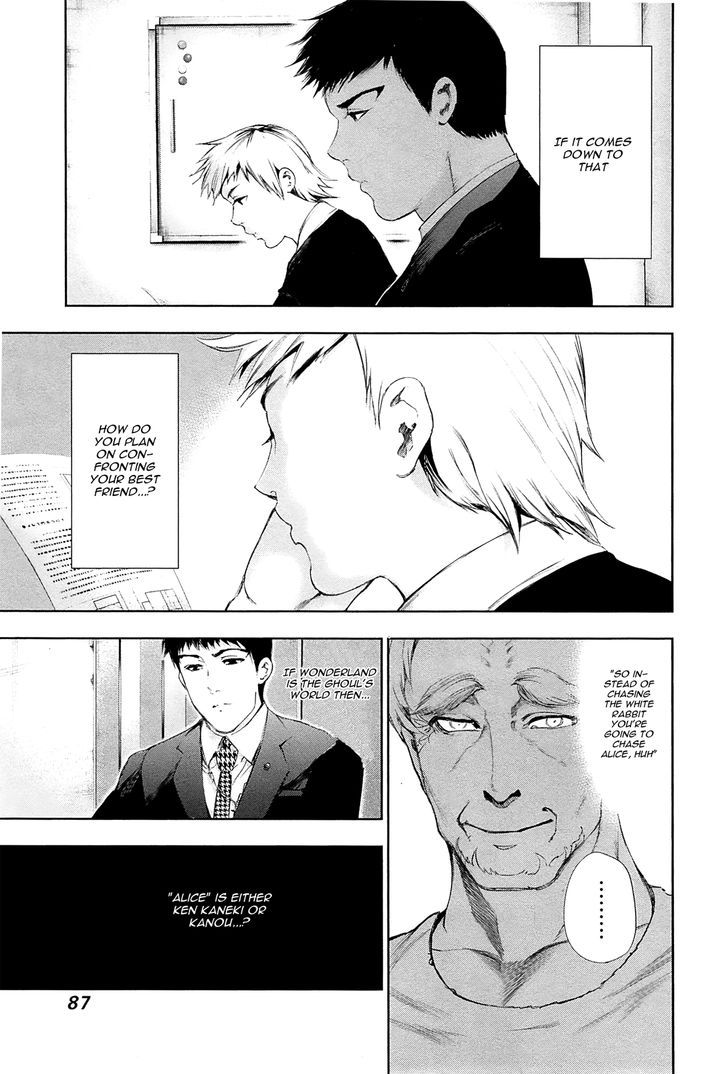 IF IT COMES
DOWN TO
THAT
HOW DO
YOU PLAN
ON CON-
FRONTING
YOUR BEST
FRIEND...?
"SO IN-
STEAD OF
CHASING
THE WHITE
RABBIT
YOU'RE
GOING TO
CHASE
ALICE, HUH"
........
IF WONDERLAND
IS THE GHOUL'S
WORLD THEN...
"ALICE" IS EITHER
KEN KANEKI OR
KANOU...?
87